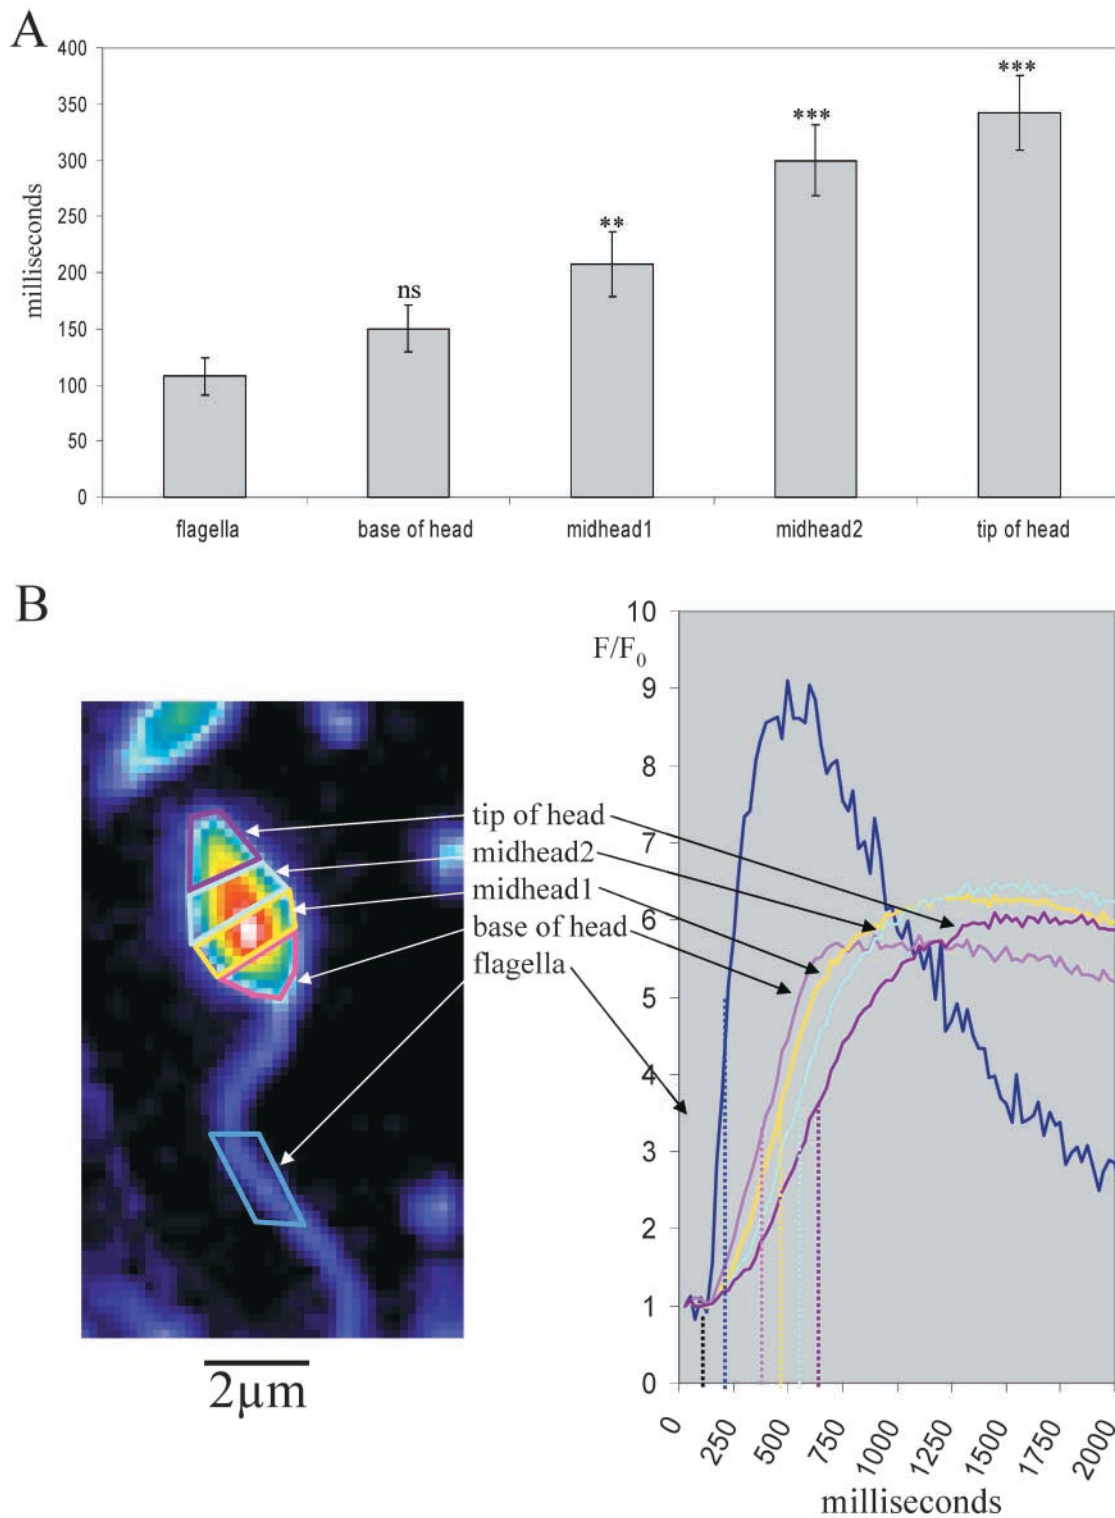 A
400
350
300
250
200
150
100
50
0
milliseconds
ns
**
***
***
flagella
base of head
midhead1
midhead2
tip of head
B
tip of head
midhead2
midhead1
base of head
flagella
2µm
F/F0
10
9
8
7
6
5
4
3
2
1
0
0
250
500
750
1000
1250
1500
1750
2000
milliseconds